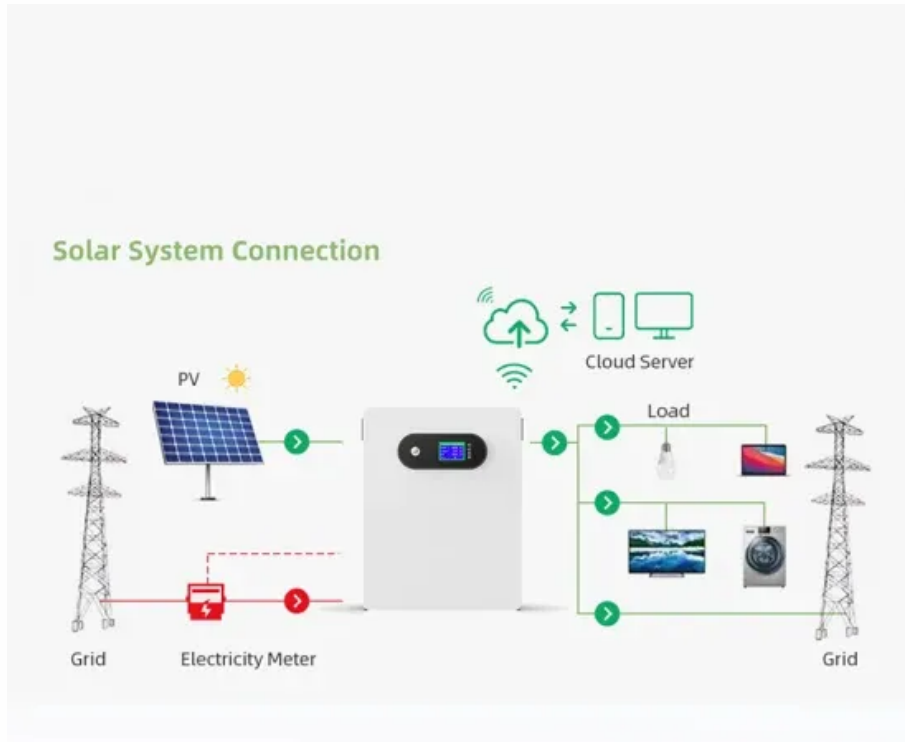 Solar System Connection
Cloud Server
PV
Load
Grid
Electricity Meter
Grid